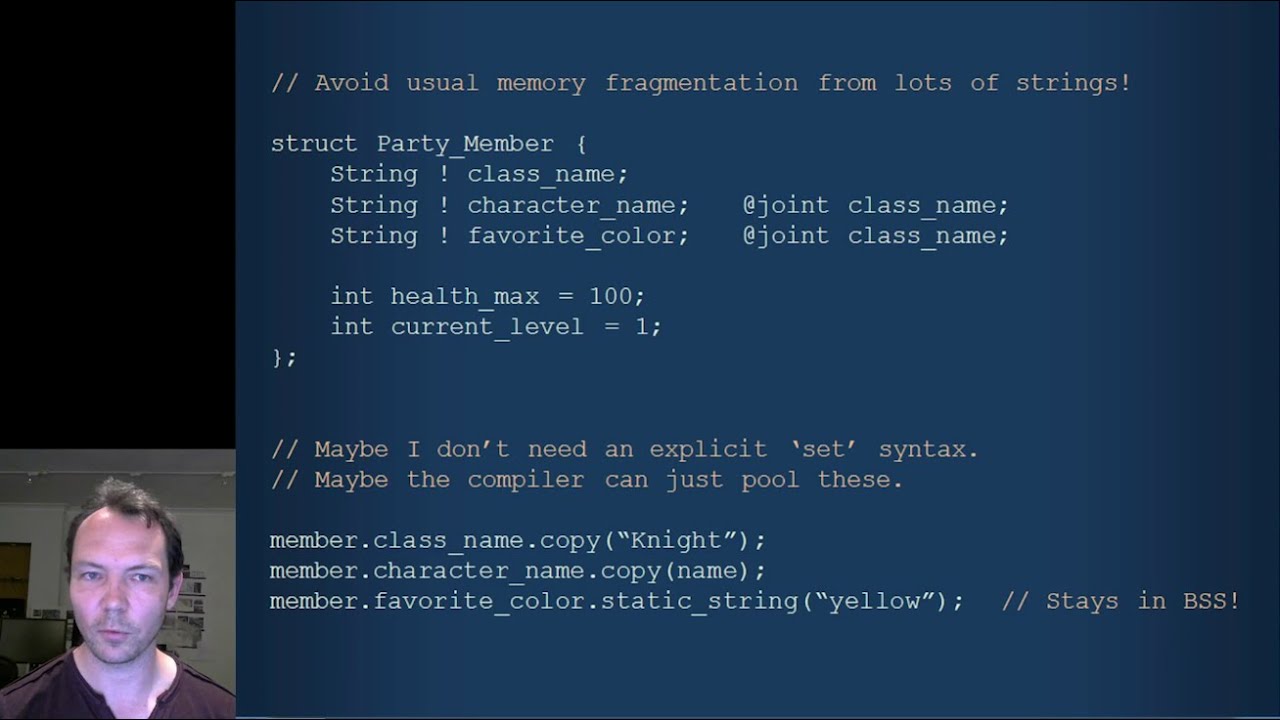 // Avoid usual memory fragmentation from lots of strings!
struct Party_Member {
String ! class_name;
String ! character_name; @joint class_name;
String ! favorite_color; @joint class_name;
int health_max = 100;
int current_level = 1;
};
// Maybe I don’t need an explicit ‘set’ syntax.
// Maybe the compiler can just pool these.
member.class_name.copy(“Knight”);
member.character_name.copy(name);
member.favorite_color.static_string(“yellow”); // Stays in BSS!